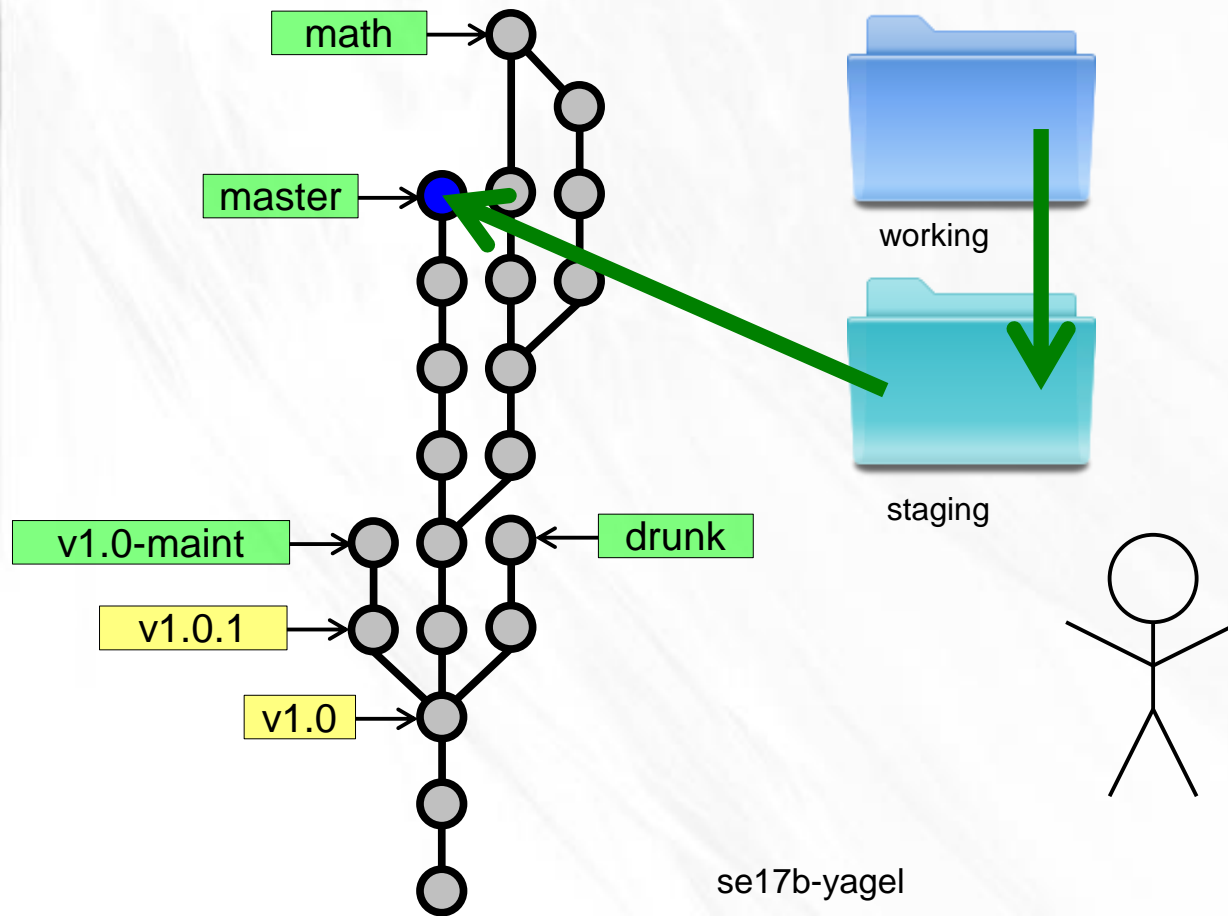 math
master
working
staging
v1.0-maint
drunk
v1.0.1
v1.0
se17b-yagel